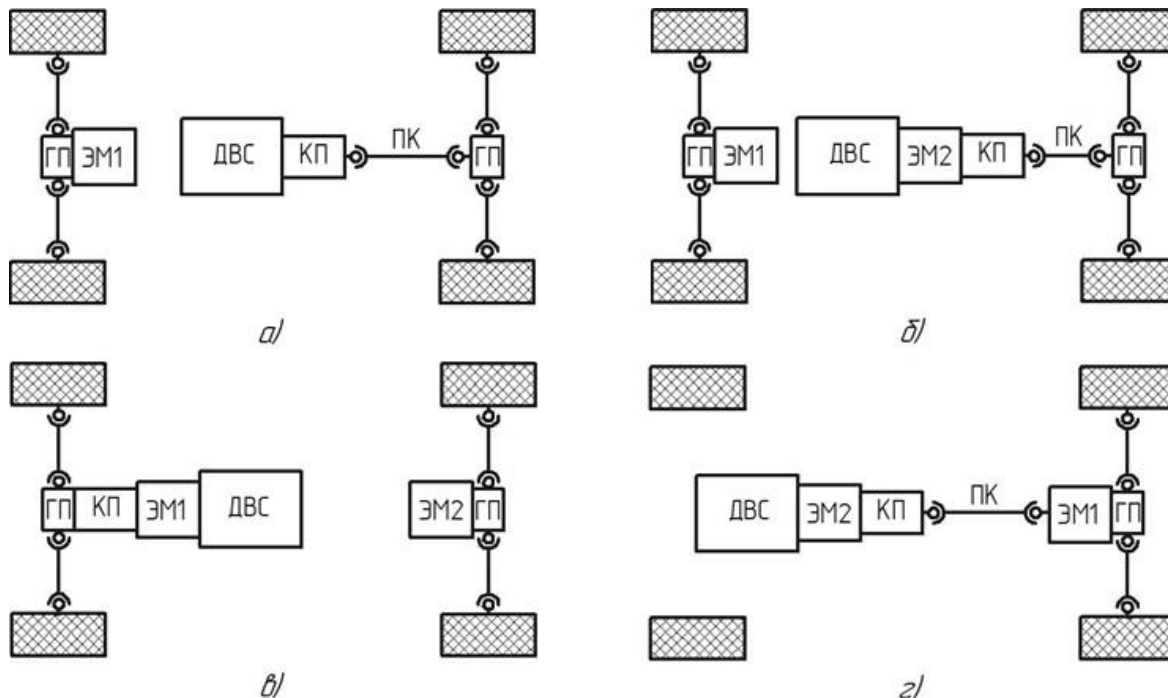 ГП ЭМ1 ДВС КП ПК ГП
а)
ГП ЭМ1 ДВС ЭМ2 КП ПК ГП
б)
ГП КП ЭМ1 ДВС ЭМ2 ГП
в)
ДВС ЭМ2 КП ПК ЭМ1 ГП
г)